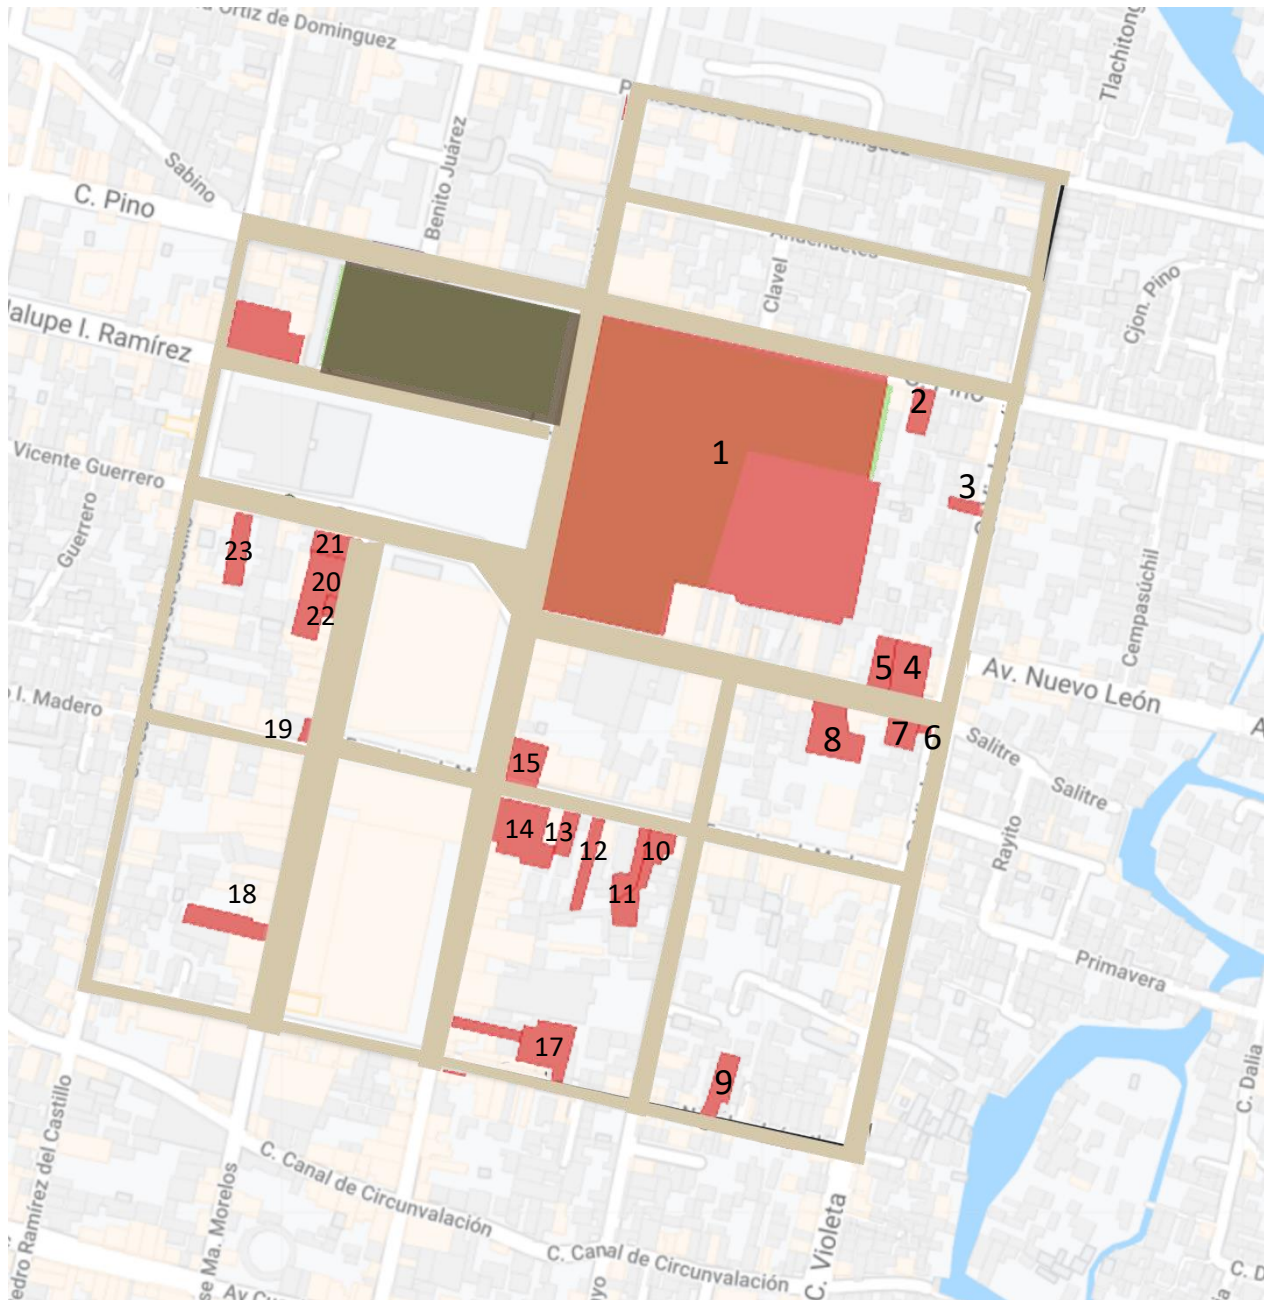 Ortiz de Dominguez
Tlachitong
Sabino
Benito Juárez
C. Pino
Clavel
Cjon. Pino
alupe I. Ramírez
1
2
3
Vicente Guerrero
Guerrero
23
21
20
22
Cempasúchil
5
4
Av. Nuevo León
I. Madero
19
8
7
6
Salitre
Salitre
15
14
13
12
10
11
Rayito
18
Primavera
17
9
C. Dalia
edro Ramírez del Castillo
se Ma. Morelos
C. Canal de Circunvalación
C. Canal de Circunvalación
C. Violeta